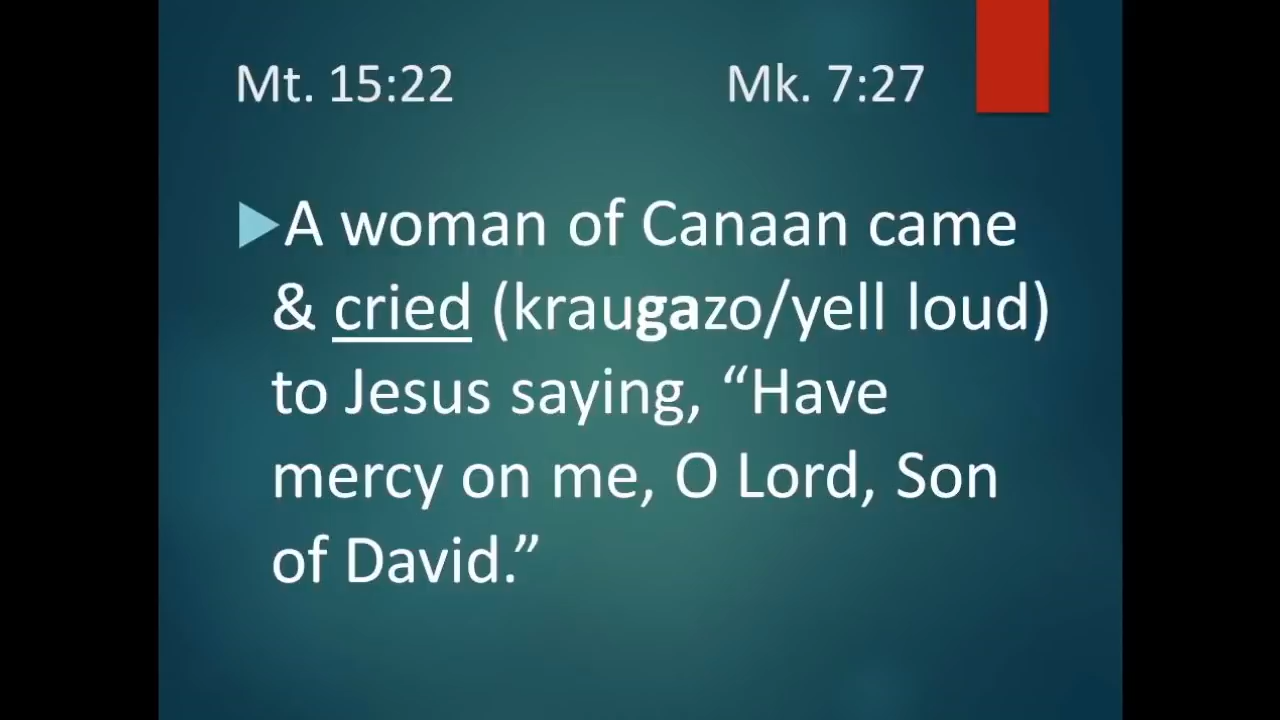 Mt. 15:22 Mk. 7:27
A woman of Canaan came
& cried (kraugazo/yell loud)
to Jesus saying, “Have
mercy on me, O Lord, Son
of David.”